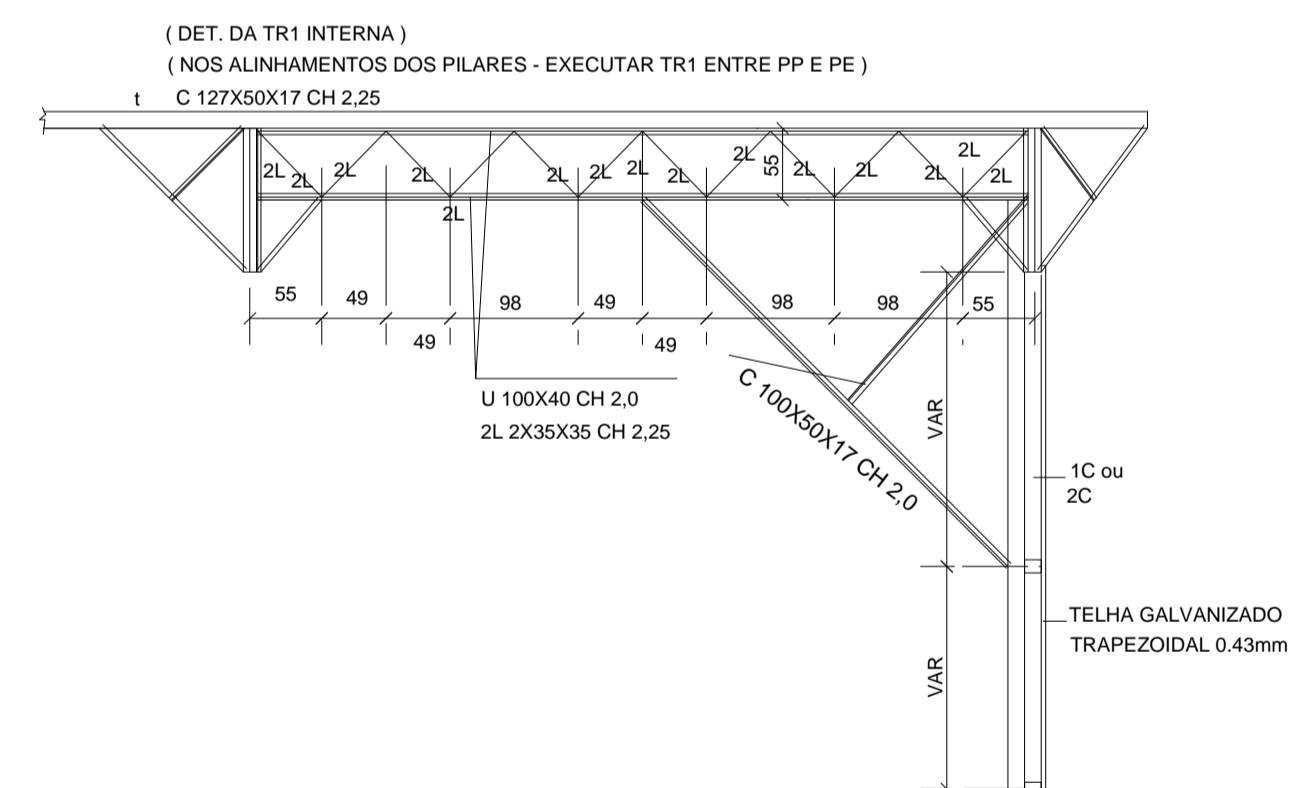 ( DET. DA TR1 INTERNA )
( NOS ALINHAMENTOS DOS PILARES - EXECUTAR TR1 ENTRE PP E PE )
t C 127X50X17 CH 2,25
2L 2L 2L 2L 2L 2L 2L 2L 2L 55 2L 2L 2L 2L 2L
2L
55 49 98 49 98 98 55
49 49
U 100X40 CH 2,0
2L 2X35X35 CH 2,25
C 100X50X17 CH 2,0
VAR
1C ou
2C
TELHA GALVANIZADO
TRAPEZOIDAL 0.43mm
VAR